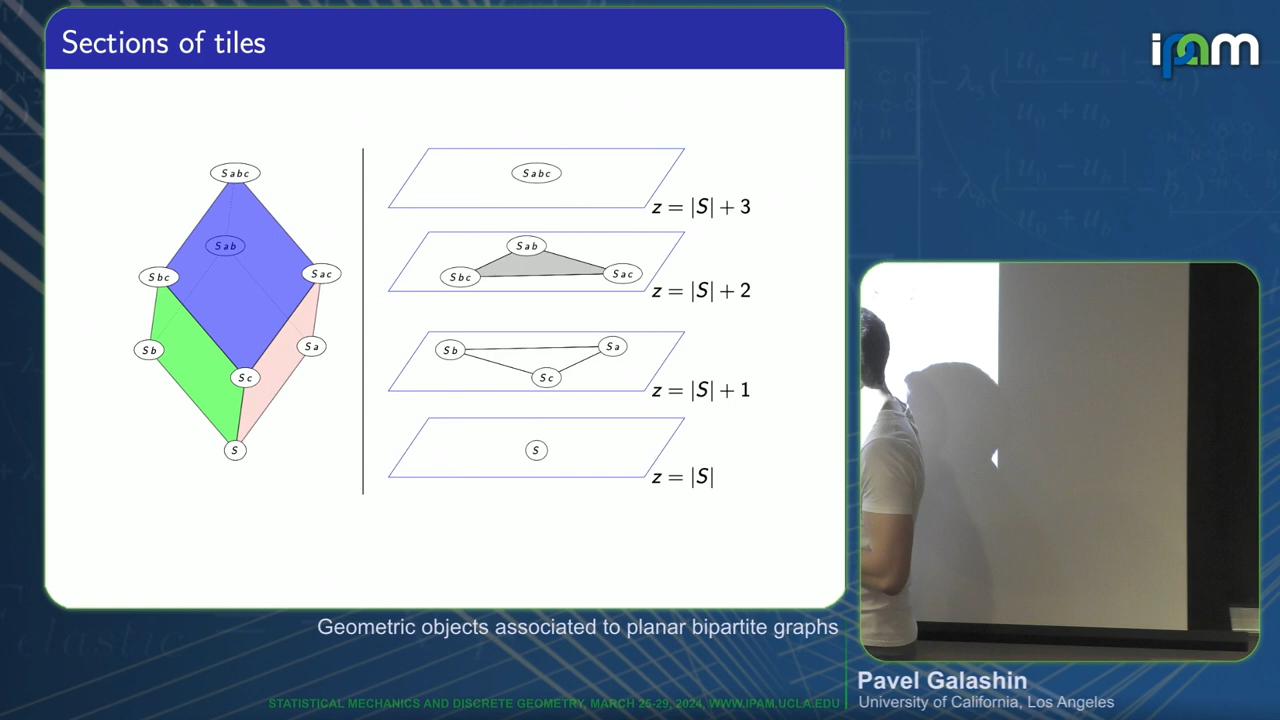 Sections of tiles
ipam
Sabc
Sab
Sbc
Sac
Sb
Sa
Sc
S
Sabc
z = |S| + 3
Sab
Sbc
Sac
z = |S| + 2
Sb
Sa
Sc
z = |S| + 1
S
z = |S|
Geometric objects associated to planar bipartite graphs
Pavel Galashin
University of California, Los Angeles
STATISTICAL MECHANICS AND DISCRETE GEOMETRY, MARCH 25-29, 2024, WWW.IPAM.UCLA.EDU